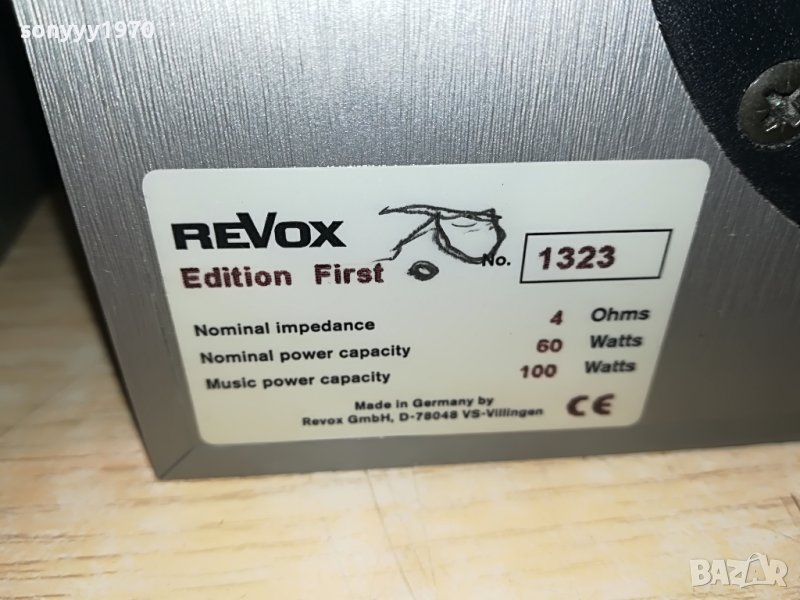 sonyyy1970
REVOX
Edition First
No. 1323
Nominal impedance 4 Ohms
Nominal power capacity 60 Watts
Music power capacity 100 Watts
Made in Germany by
Revox GmbH, D-78048 VS-Villingen
CE
BAZAR